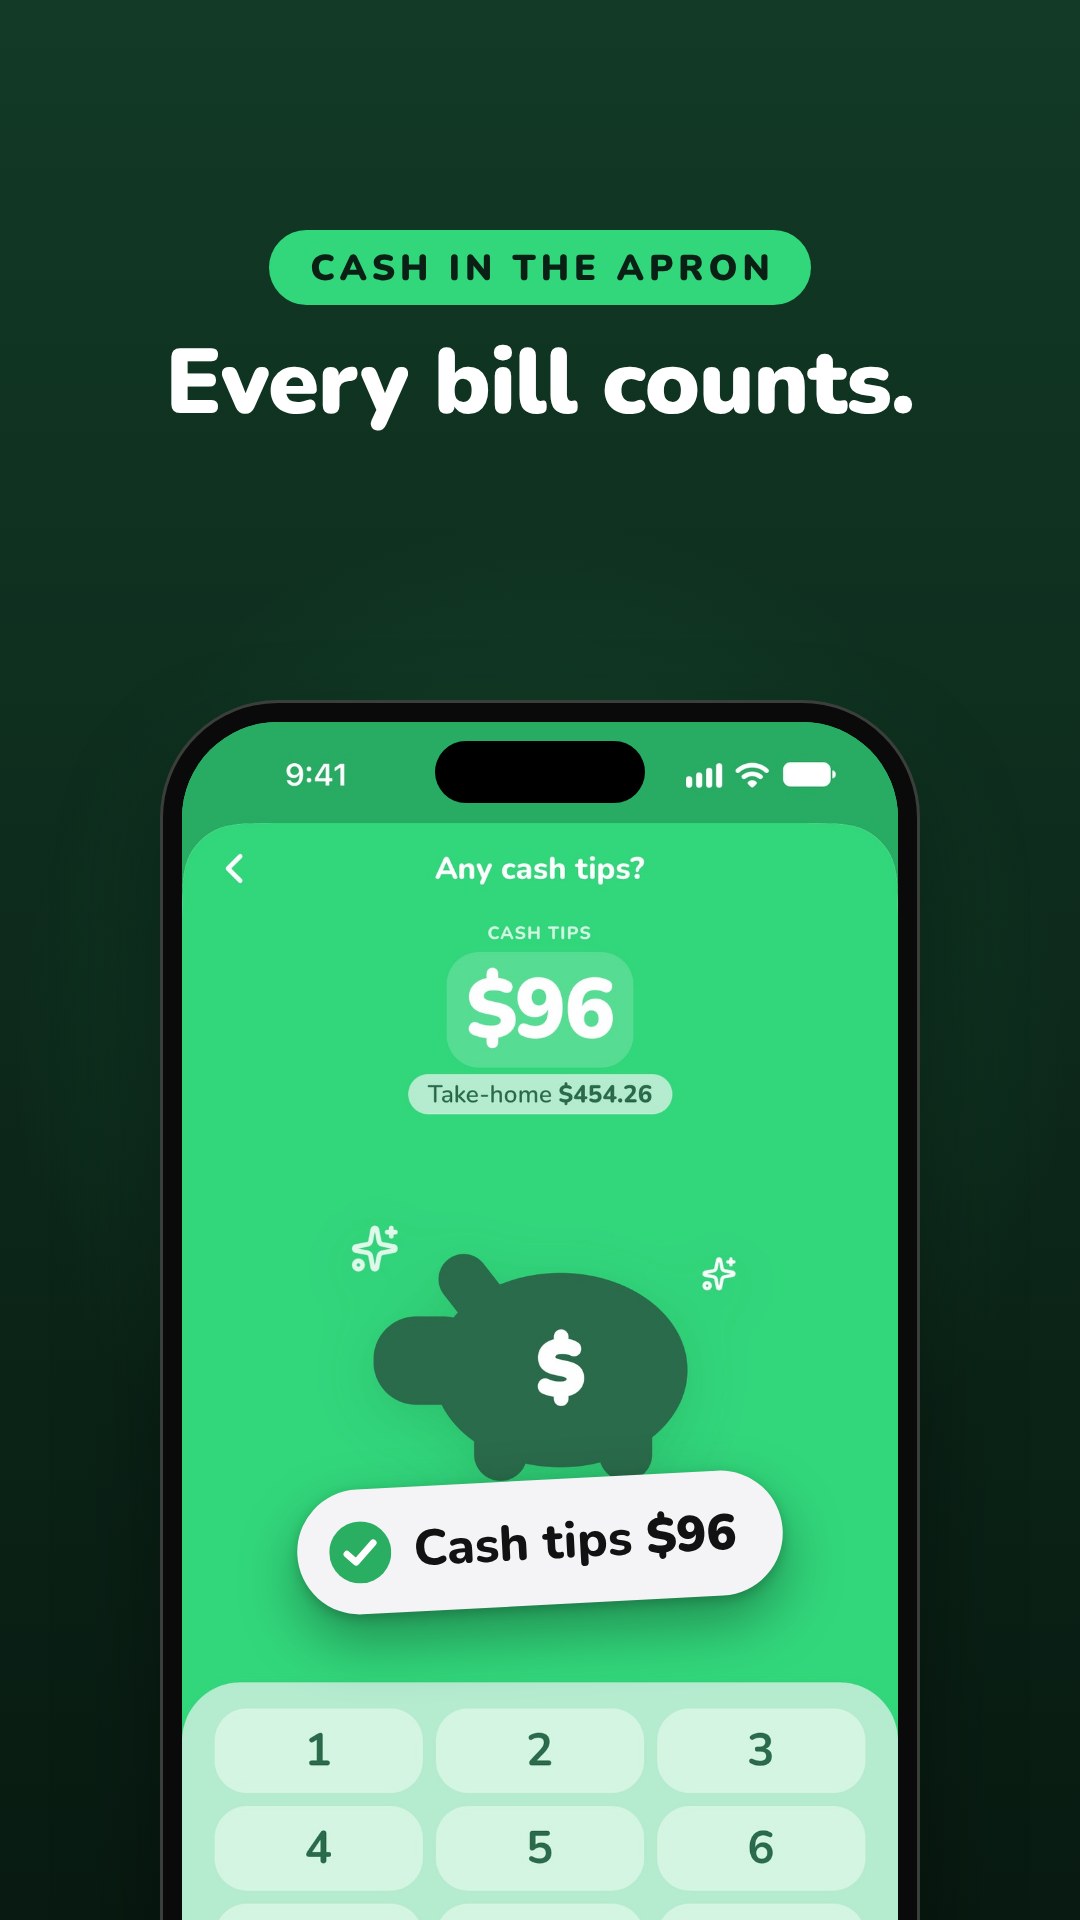 CASH IN THE APRON
Every bill counts.
9:41
Any cash tips?
CASH TIPS
$96
Take-home $454.26
$
Cash tips $96
1 2 3
4 5 6